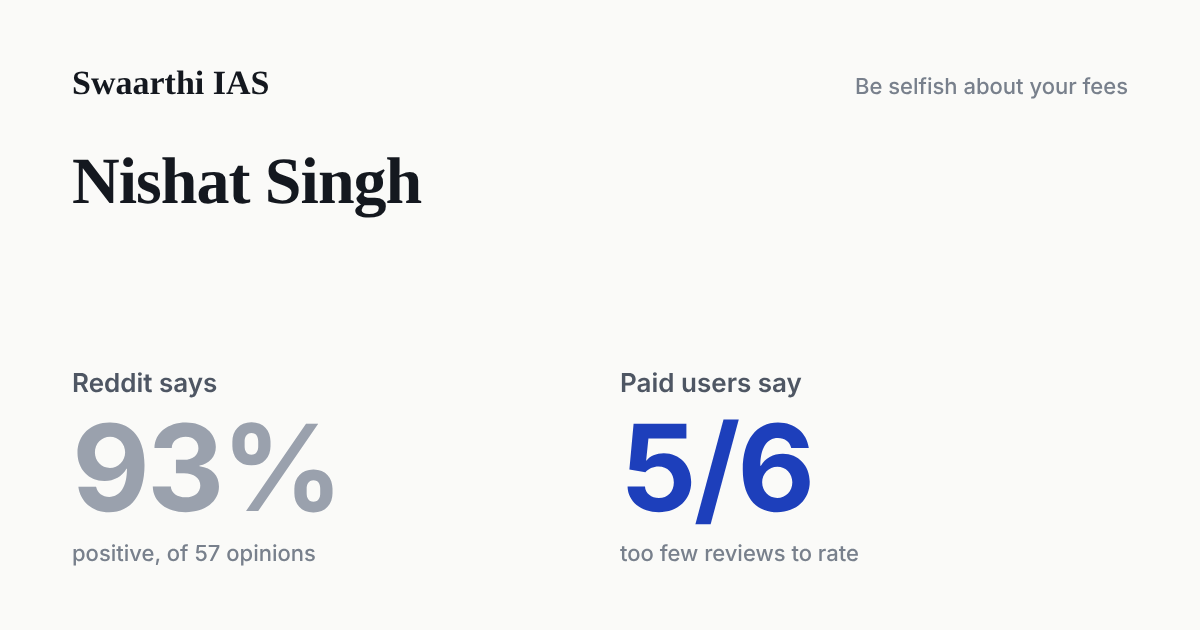 Swaarthi IAS
Be selfish about your fees
Nishat Singh
Reddit says
93%
positive, of 57 opinions
Paid users say
5/6
too few reviews to rate